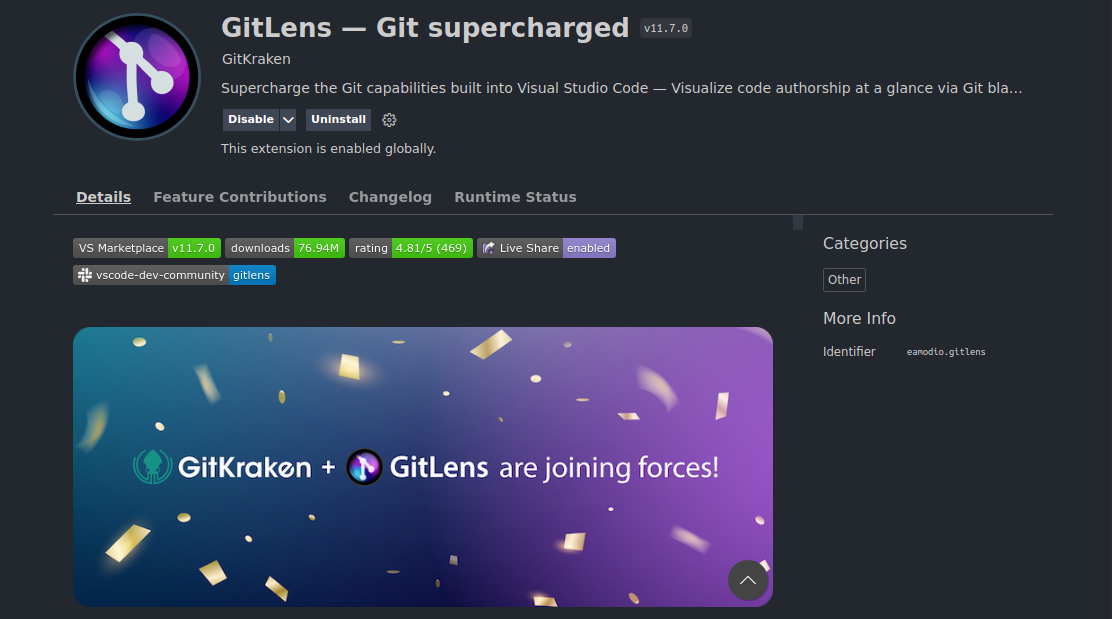 GitLens — Git supercharged v11.7.0
GitKraken
Supercharge the Git capabilities built into Visual Studio Code — Visualize code authorship at a glance via Git bla...
Disable Uninstall
This extension is enabled globally.
Details Feature Contributions Changelog Runtime Status
VS Marketplace v11.7.0 downloads 76.94M rating 4.81/5 (469) Live Share enabled
vscode-dev-community gitlens
GitKraken + GitLens are joining forces!
Categories
Other
More Info
Identifier eamodio.gitlens